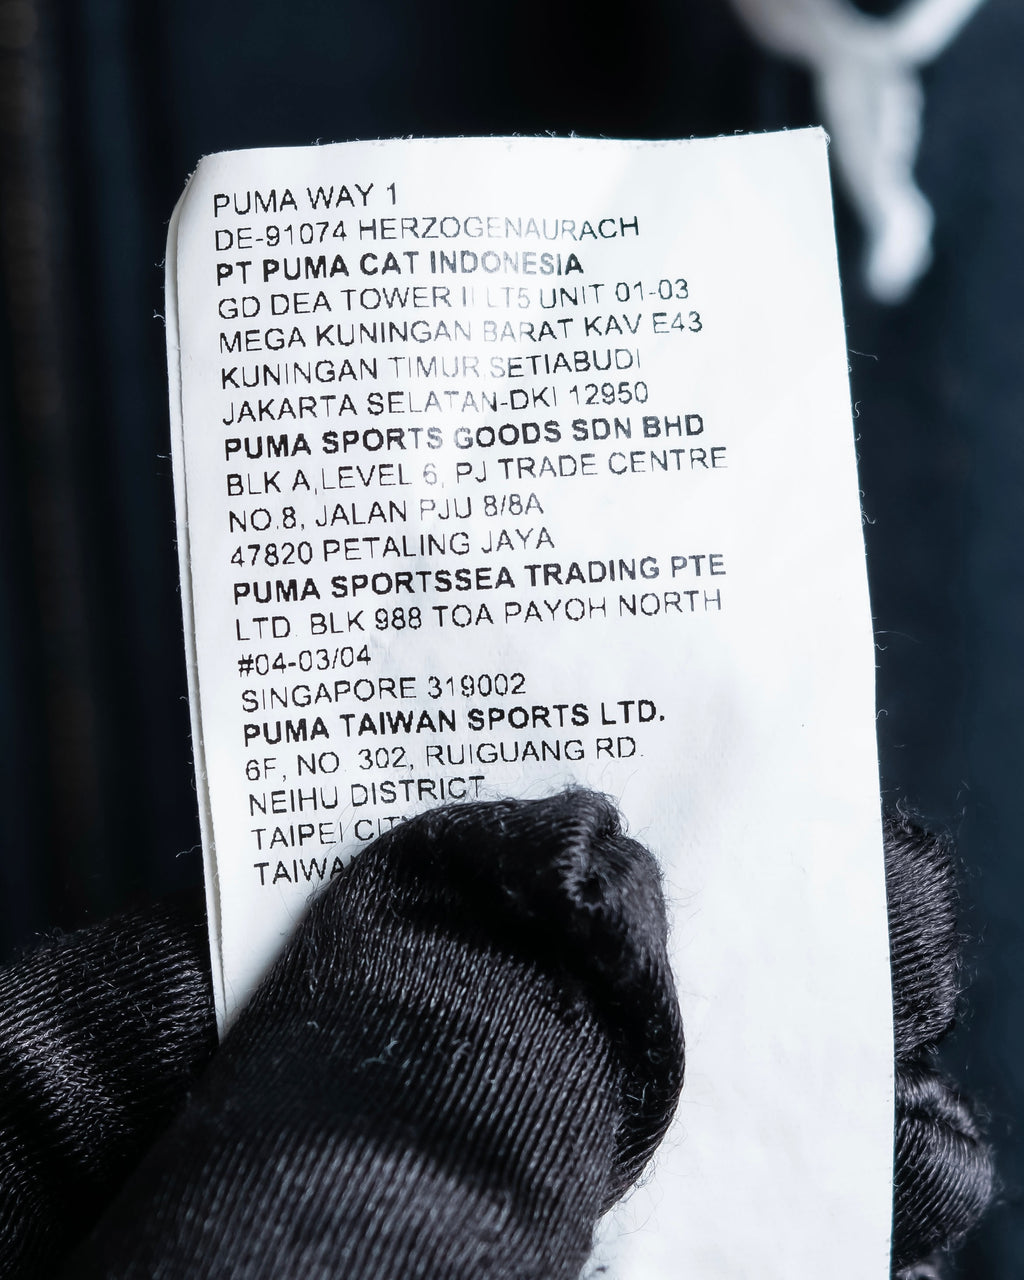 PUMA WAY 1
DE-91074 HERZOGENAURACH
PT PUMA CAT INDONESIA
GD DEA TOWER II LT5 UNIT 01-03
MEGA KUNINGAN BARAT KAV E43
KUNINGAN TIMUR,SETIABUDI
JAKARTA SELATAN-DKI 12950
PUMA SPORTS GOODS SDN BHD
BLK A,LEVEL 6, PJ TRADE CENTRE
NO.8, JALAN PJU 8/8A
47820 PETALING JAYA
PUMA SPORTSSEA TRADING PTE
LTD. BLK 988 TOA PAYOH NORTH
#04-03/04
SINGAPORE 319002
PUMA TAIWAN SPORTS LTD.
6F, NO. 302, RUIGUANG RD.
NEIHU DISTRICT
TAIPEI CITY